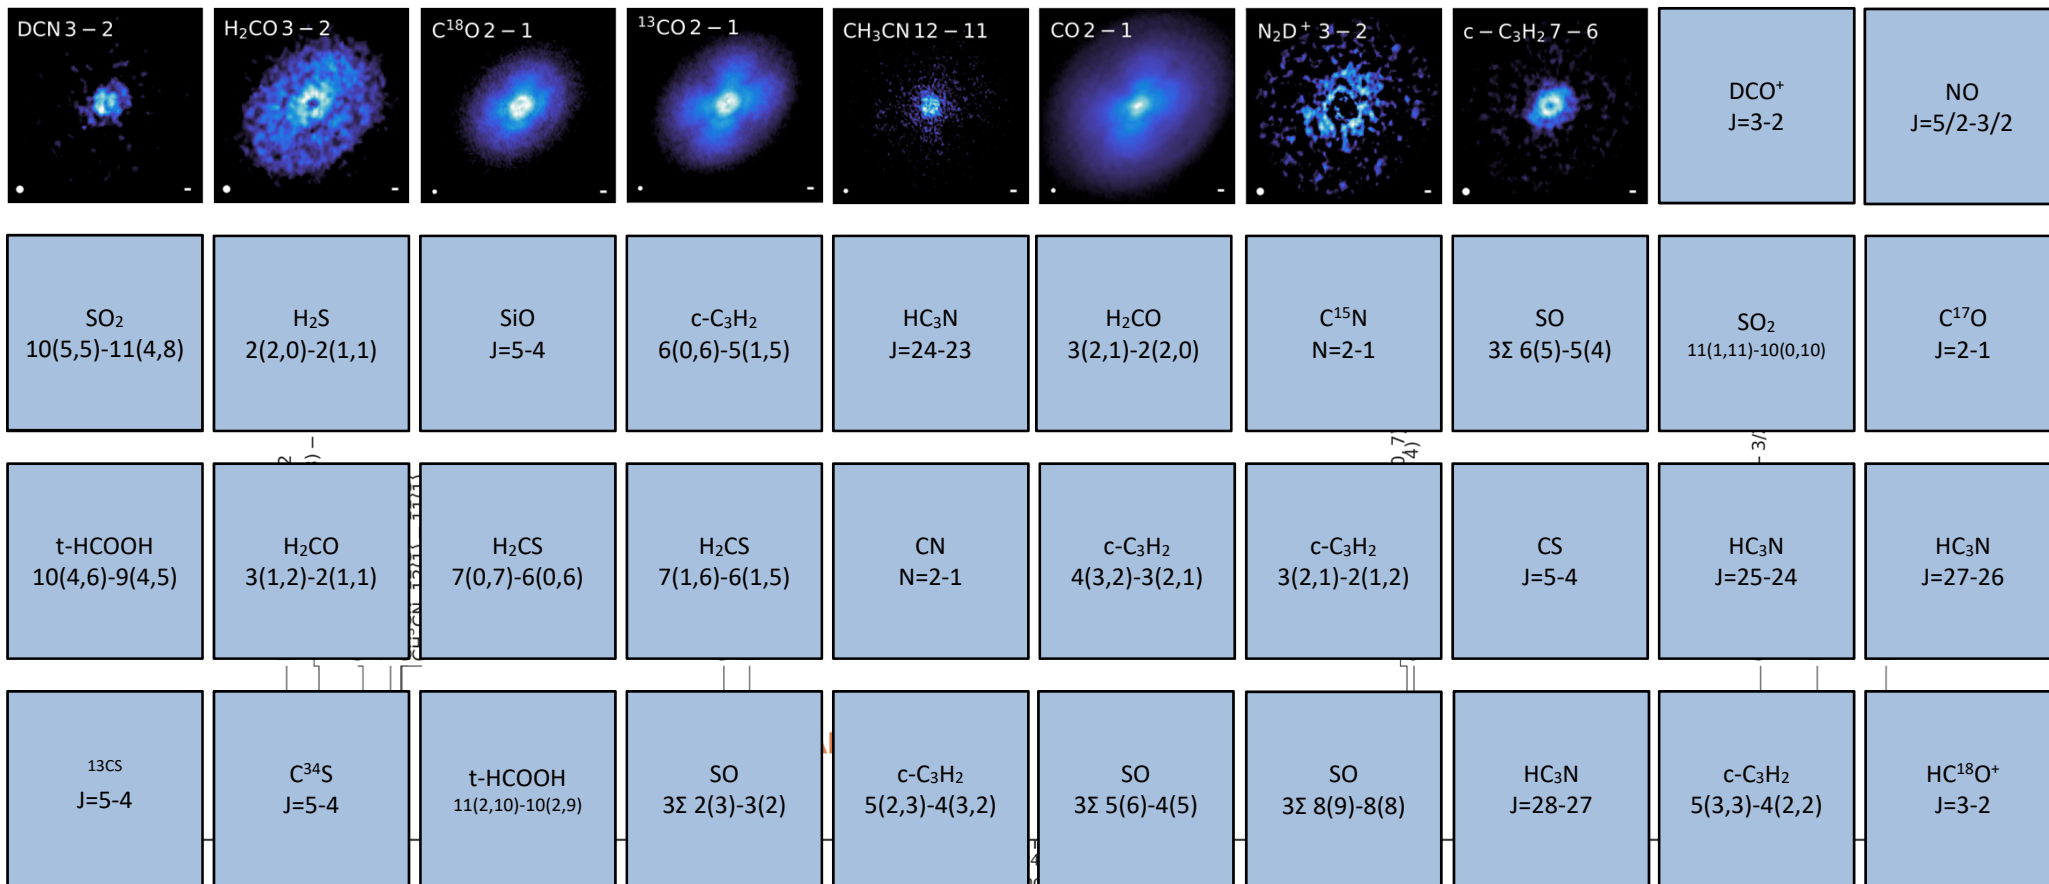 DCN 3 − 2
H₂CO 3 − 2
C¹⁸O 2 − 1
¹³CO 2 − 1
CH₃CN 12 − 11
CO 2 − 1
N₂D⁺ 3 − 2
c − C₃H₂ 7 − 6
DCO⁺
J=3-2
NO
J=5/2-3/2
SO₂
10(5,5)-11(4,8)
H₂S
2(2,0)-2(1,1)
SiO
J=5-4
c-C₃H₂
6(0,6)-5(1,5)
HC₃N
J=24-23
H₂CO
3(2,1)-2(2,0)
C¹⁵N
N=2-1
SO
3Σ 6(5)-5(4)
SO₂
11(1,11)-10(0,10)
C¹⁷O
J=2-1
t-HCOOH
10(4,6)-9(4,5)
H₂CO
3(1,2)-2(1,1)
H₂CS
7(0,7)-6(0,6)
H₂CS
7(1,6)-6(1,5)
CN
N=2-1
c-C₃H₂
4(3,2)-3(2,1)
c-C₃H₂
3(2,1)-2(1,2)
CS
J=5-4
HC₃N
J=25-24
HC₃N
J=27-26
13CS
J=5-4
C³⁴S
J=5-4
t-HCOOH
11(2,10)-10(2,9)
SO
3Σ 2(3)-3(2)
c-C₃H₂
5(2,3)-4(3,2)
SO
3Σ 5(6)-4(5)
SO
3Σ 8(9)-8(8)
HC₃N
J=28-27
c-C₃H₂
5(3,3)-4(2,2)
HC¹⁸O⁺
J=3-2